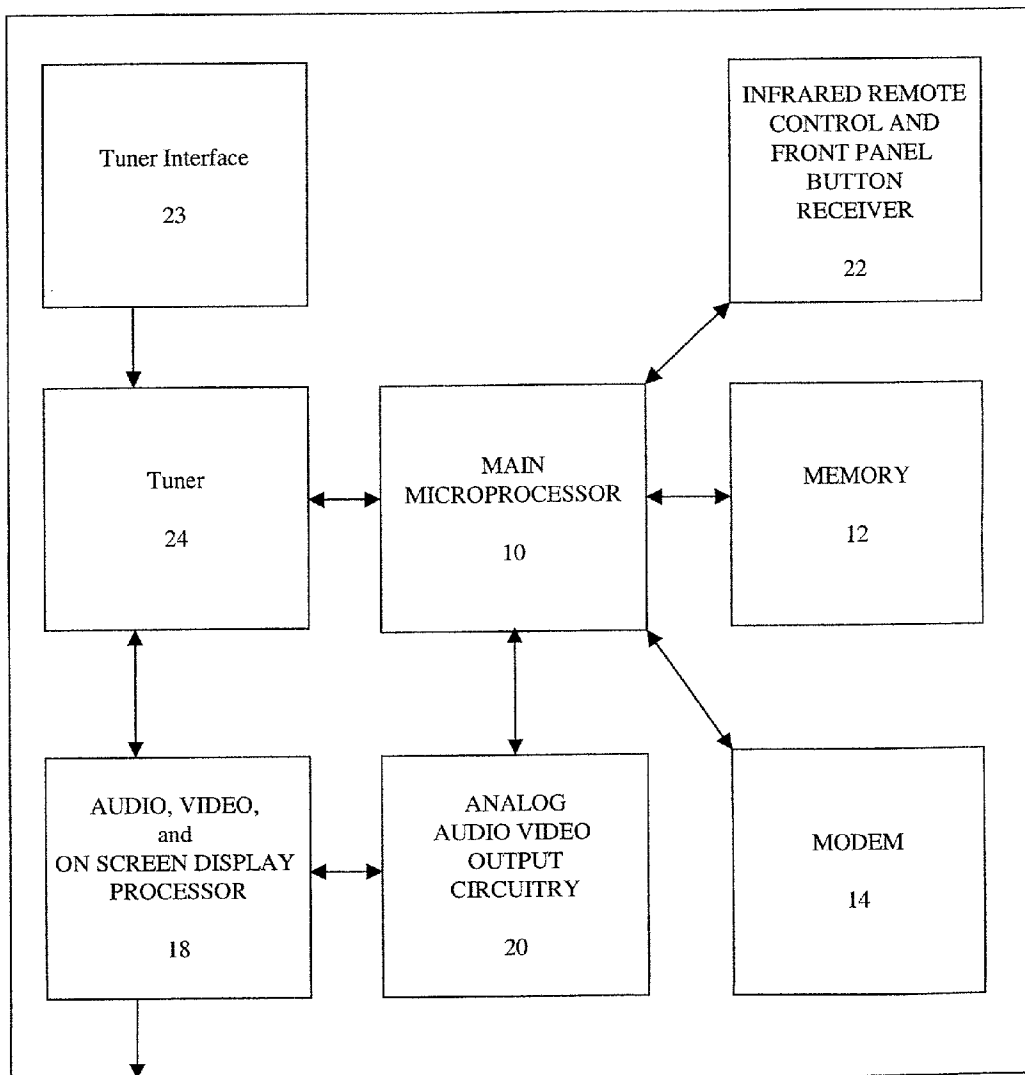 Tuner Interface
23
INFRARED REMOTE
CONTROL AND
FRONT PANEL
BUTTON
RECEIVER
22
Tuner
24
MAIN
MICROPROCESSOR
10
MEMORY
12
AUDIO, VIDEO,
and
ON SCREEN DISPLAY
PROCESSOR
18
ANALOG
AUDIO VIDEO
OUTPUT
CIRCUITRY
20
MODEM
14